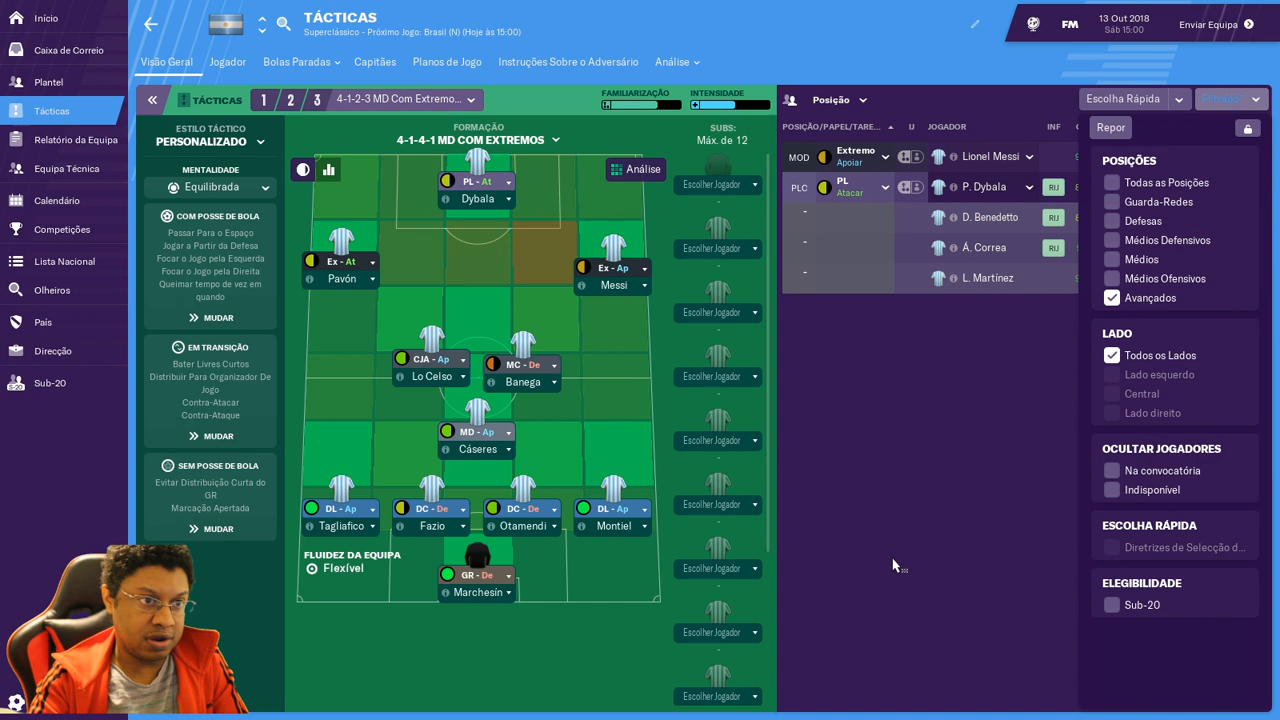 Início
Caixa de Correio
Plantel
Tácticas
Relatório da Equipa
Equipa Técnica
Calendário
Competições
Lista Nacional
Olheiros
País
Direcção
S-20
Sub-20
TÁCTICAS
Superclássico - Próximo Jogo: Brasil (N) (Hoje às 15:00)
FM
13 Out 2018
Sáb 15:00
Enviar Equipa
Visão Geral
Jogador
Bolas Paradas
Capitães
Planos de Jogo
Instruções Sobre o Adversário
Análise
TÁCTICAS
1
2
3
4-1-2-3 MD Com Extremo...
FAMILIARIZAÇÃO
INTENSIDADE
ESTILO TÁCTICO
PERSONALIZADO
MENTALIDADE
Equilibrada
COM POSSE DE BOLA
Passar Para o Espaço
Jogar a Partir da Defesa
Focar o Jogo pela Esquerda
Focar o Jogo pela Direita
Queimar tempo de vez em
quando
MUDAR
EM TRANSIÇÃO
Bater Livres Curtos
Distribuir Para Organizador De
Jogo
Contra-Atacar
Contra-Ataque
MUDAR
SEM POSSE DE BOLA
Evitar Distribuição Curta do
GR
Marcação Apertada
MUDAR
FORMAÇÃO
4-1-4-1 MD COM EXTREMOS
Análise
PL - At
Dybala
Ex - At
Pavón
Ex - Ap
Messi
CJA - Ap
Lo Celso
MC - De
Banega
MD - Ap
Cáseres
DL - Ap
Tagliafico
DC - De
Fazio
DC - De
Otamendi
DL - Ap
Montiel
GR - De
Marchesín
FLUIDEZ DA EQUIPA
Flexível
SUBS:
Máx. de 12
Escolher Jogador
Escolher Jogador
Escolher Jogador
Escolher Jogador
Escolher Jogador
Escolher Jogador
Escolher Jogador
Escolher Jogador
Escolher Jogador
Posição
Escolha Rápida
POSIÇÃO/PAPEL/TARE...
IJ
JOGADOR
INF
MOD
Extremo
Apoiar
Lionel Messi
PLC
PL
Atacar
P. Dybala
RIJ
-
D. Benedetto
RIJ
-
Á. Correa
RIJ
-
L. Martínez
Repor
POSIÇÕES
Todas as Posições
Guarda-Redes
Defesas
Médios Defensivos
Médios
Médios Ofensivos
Avançados
LADO
Todos os Lados
Lado esquerdo
Central
Lado direito
OCULTAR JOGADORES
Na convocatória
Indisponível
ESCOLHA RÁPIDA
Diretrizes de Selecção d...
ELEGIBILIDADE
Sub-20